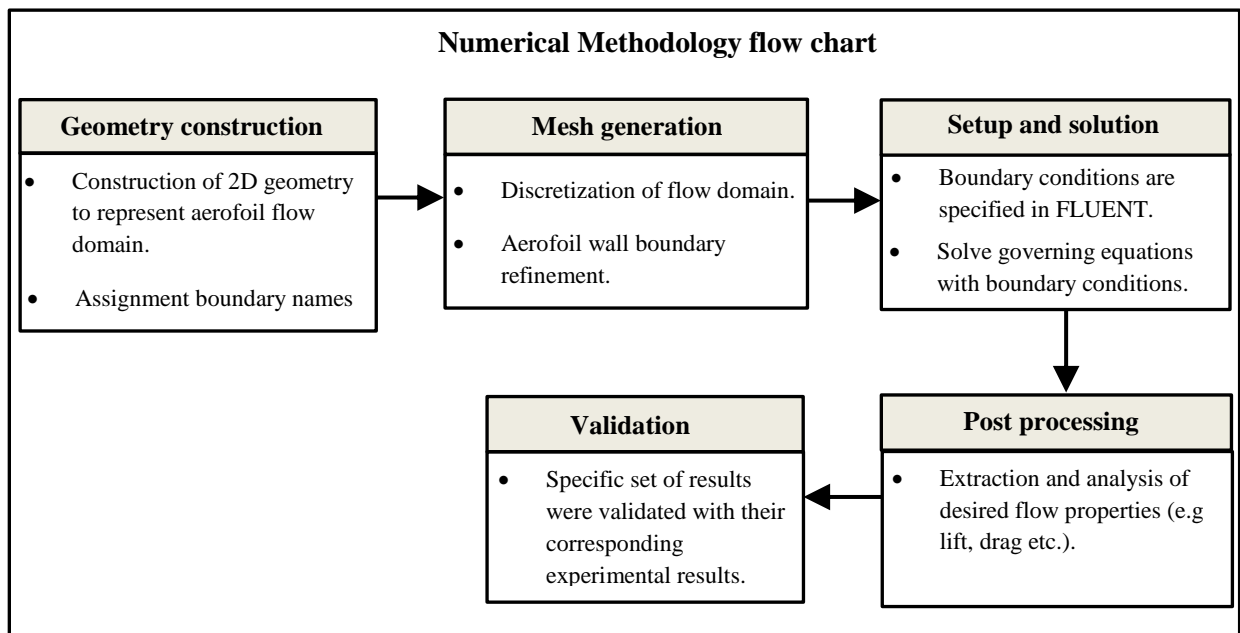 Numerical Methodology flow chart
Geometry construction
• Construction of 2D geometry
to represent aerofoil flow
domain.
• Assignment boundary names
Mesh generation
• Discretization of flow domain.
• Aerofoil wall boundary
refinement.
Setup and solution
• Boundary conditions are
specified in FLUENT.
• Solve governing equations
with boundary conditions.
Post processing
• Extraction and analysis of
desired flow properties (e.g
lift, drag etc.).
Validation
• Specific set of results
were validated with their
corresponding
experimental results.